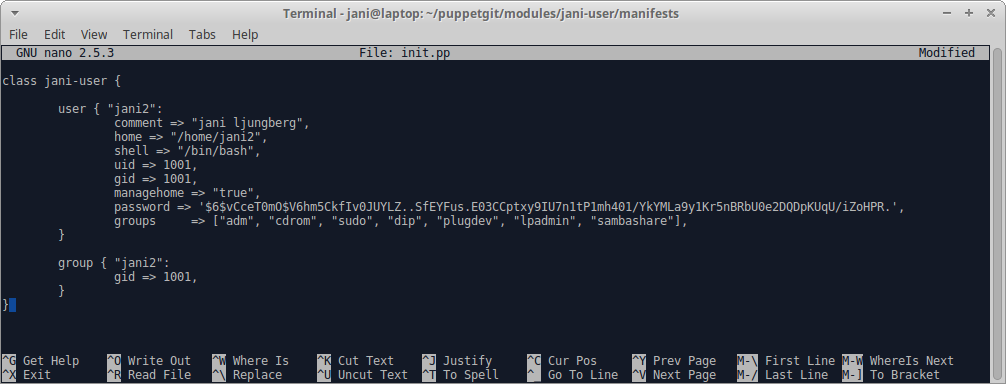 Terminal - jani@laptop: ~/puppetgit/modules/jani-user/manifests
File Edit View Terminal Tabs Help
GNU nano 2.5.3 File: init.pp Modified
class jani-user {
user { "jani2":
comment => "jani ljungberg",
home => "/home/jani2",
shell => "/bin/bash",
uid => 1001,
gid => 1001,
managehome => "true",
password => '$6$vCceT0mO$V6hm5CkfIv0JUYLZ..SfEYFus.E03CCptxy9IU7n1tP1mh401/YkYMLa9y1Kr5nBRbU0e2DQDpKUqU/iZoHPR.',
groups => ["adm", "cdrom", "sudo", "dip", "plugdev", "lpadmin", "sambashare"],
}
group { "jani2":
gid => 1001,
}
}
^G Get Help ^O Write Out ^W Where Is ^K Cut Text ^J Justify ^C Cur Pos ^Y Prev Page M-\ First Line M-W WhereIs Next
^X Exit ^R Read File ^\ Replace ^U Uncut Text ^T To Spell ^_ Go To Line ^V Next Page M-/ Last Line M-] To Bracket